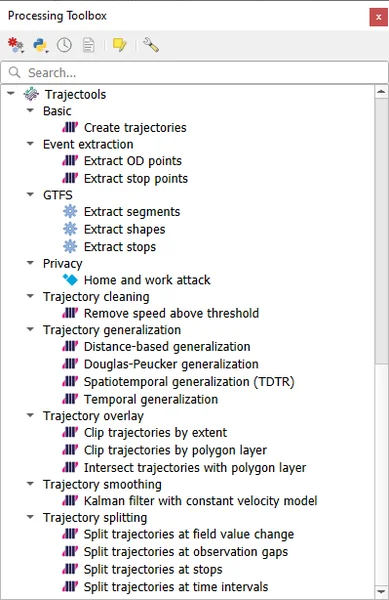 Processing Toolbox
Search...
Trajectools
Basic
Create trajectories
Event extraction
Extract OD points
Extract stop points
GTFS
Extract segments
Extract shapes
Extract stops
Privacy
Home and work attack
Trajectory cleaning
Remove speed above threshold
Trajectory generalization
Distance-based generalization
Douglas-Peucker generalization
Spatiotemporal generalization (TDTR)
Temporal generalization
Trajectory overlay
Clip trajectories by extent
Clip trajectories by polygon layer
Intersect trajectories with polygon layer
Trajectory smoothing
Kalman filter with constant velocity model
Trajectory splitting
Split trajectories at field value change
Split trajectories at observation gaps
Split trajectories at stops
Split trajectories at time intervals